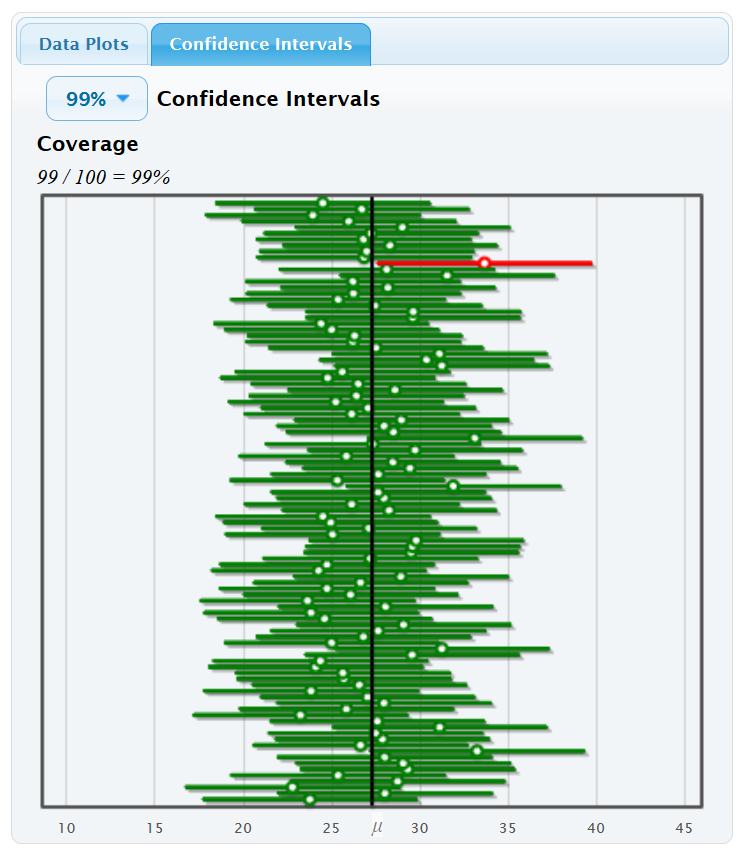 Data Plots Confidence Intervals
99% Confidence Intervals
Coverage
99 / 100 = 99%
10 15 20 25 μ 30 35 40 45